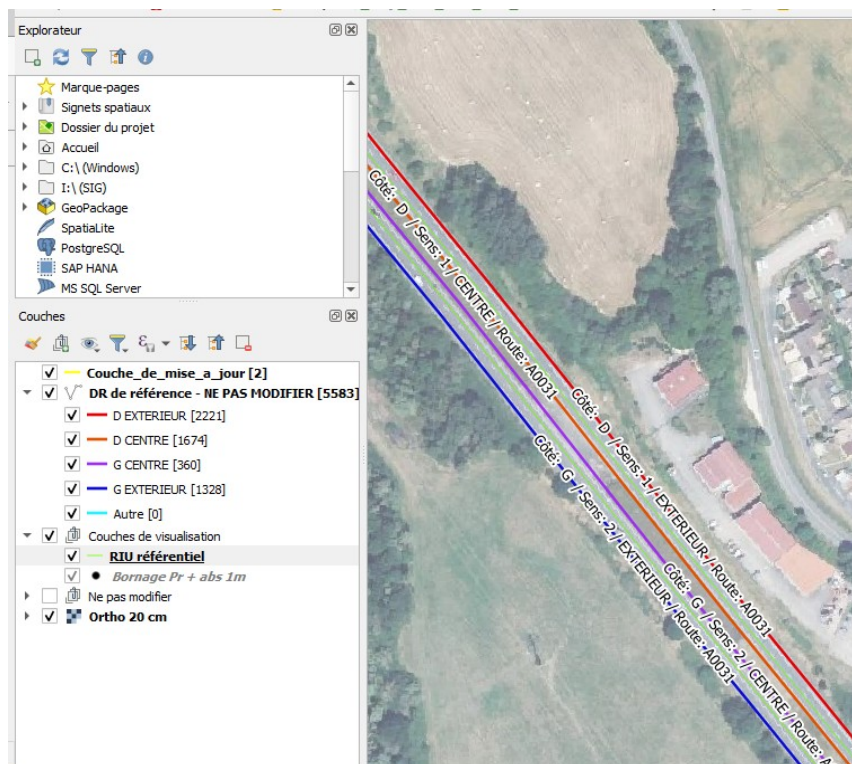 Explorateur
Marque-pages
Signets spatiaux
Dossier du projet
Accueil
C:\ (Windows)
I:\ (SIG)
GeoPackage
SpatiaLite
PostgreSQL
SAP HANA
MS SQL Server
Couches
Couche_de_mise_a_jour [2]
DR de référence - NE PAS MODIFIER [5583]
D EXTERIEUR [2221]
D CENTRE [1674]
G CENTRE [360]
G EXTERIEUR [1328]
Autre [0]
Couches de visualisation
RIU référentiel
Bornage Pr + abs 1m
Ne pas modifier
Ortho 20 cm
Côté: D / Sens: 1 / CENTRE / Route: A0031
Côté: D / Sens: 1 / EXTERIEUR / Route: A0031
Côté: G / Sens: 2 / EXTERIEUR / Route: A0031
Côté: G / Sens: 2 / CENTRE / Route: A